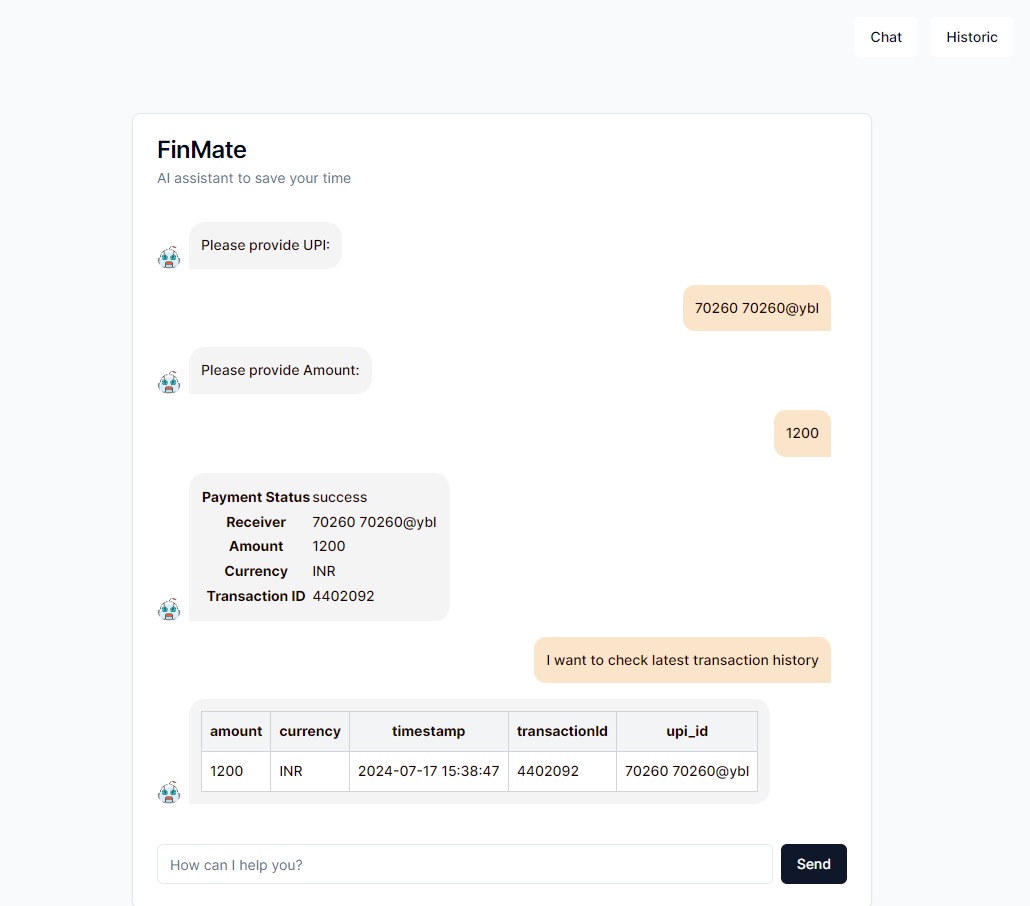 Chat Historic
FinMate
AI assistant to save your time
Please provide UPI:
70260 70260@ybl
Please provide Amount:
1200
Payment Status success
Receiver 70260 70260@ybl
Amount 1200
Currency INR
Transaction ID 4402092
I want to check latest transaction history
amount currency timestamp transactionId upi_id
1200 INR 2024-07-17 15:38:47 4402092 70260 70260@ybl
How can I help you? Send